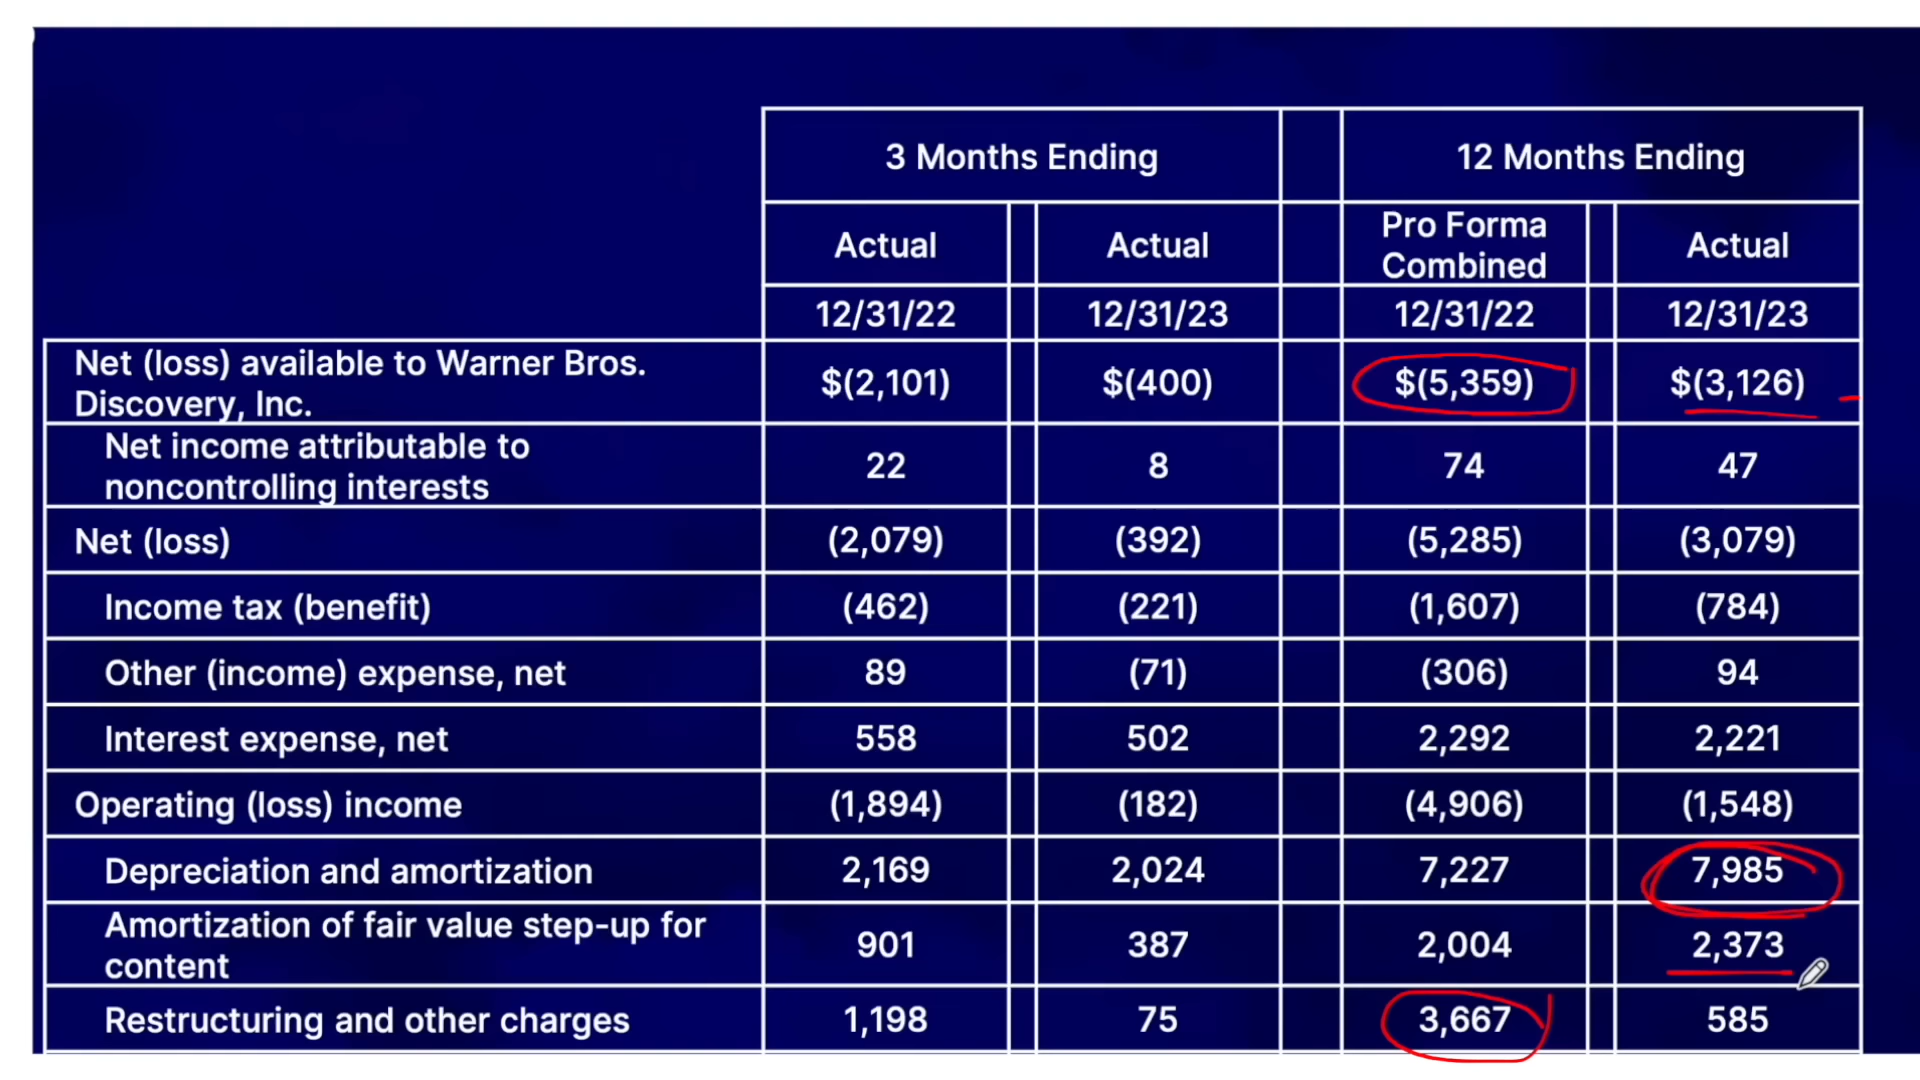 3 Months Ending 12 Months Ending
Actual Actual Pro Forma Combined Actual
12/31/22 12/31/23 12/31/22 12/31/23
Net (loss) available to Warner Bros.
Discovery, Inc. $(2,101) $(400) $(5,359) $(3,126)
Net income attributable to
noncontrolling interests 22 8 74 47
Net (loss) (2,079) (392) (5,285) (3,079)
Income tax (benefit) (462) (221) (1,607) (784)
Other (income) expense, net 89 (71) (306) 94
Interest expense, net 558 502 2,292 2,221
Operating (loss) income (1,894) (182) (4,906) (1,548)
Depreciation and amortization 2,169 2,024 7,227 7,985
Amortization of fair value step-up for
content 901 387 2,004 2,373
Restructuring and other charges 1,198 75 3,667 585